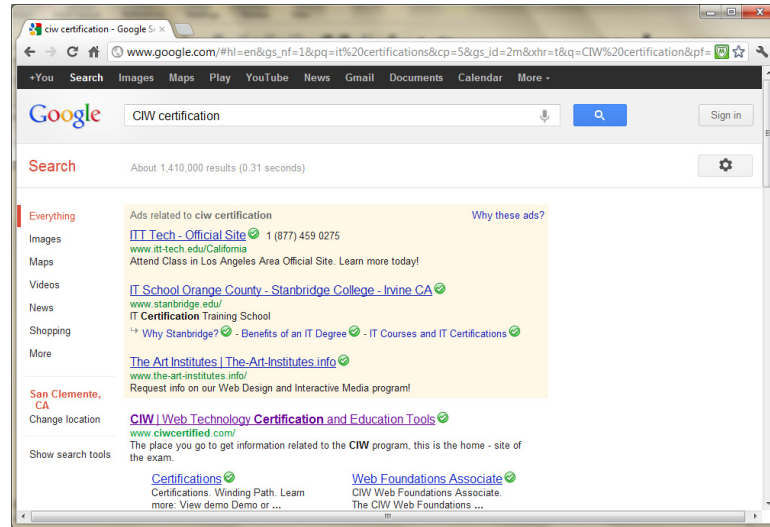 ciw certification - Google S
www.google.com/#hl=en&gs_nf=1&pq=it%20certifications&cp=5&gs_id=2m&xhr=t&q=CIW%20certification&pf=
+You Search Images Maps Play YouTube News Gmail Documents Calendar More
Google
CIW certification
Sign in
Search
About 1,410,000 results (0.31 seconds)
Everything
Images
Maps
Videos
News
Shopping
More
San Clemente,
CA
Change location
Show search tools
Ads related to ciw certification
Why these ads?
ITT Tech - Official Site 1 (877) 459 0275
www.itt-tech.edu/California
Attend Class in Los Angeles Area Official Site. Learn more today!
IT School Orange County - Stanbridge College - Irvine CA
www.stanbridge.edu/
IT Certification Training School
Why Stanbridge? - Benefits of an IT Degree - IT Courses and IT Certifications
The Art Institutes | The-Art-Institutes.info
www.the-art-institutes.info/
Request info on our Web Design and Interactive Media program!
CIW | Web Technology Certification and Education Tools
www.ciwcertified.com/
The place you go to get information related to the CIW program, this is the home - site of
the exam.
Certifications
Certifications. Winding Path. Learn
more: View demo Demo or ...
Web Foundations Associate
CIW Web Foundations Associate.
The CIW Web Foundations ...